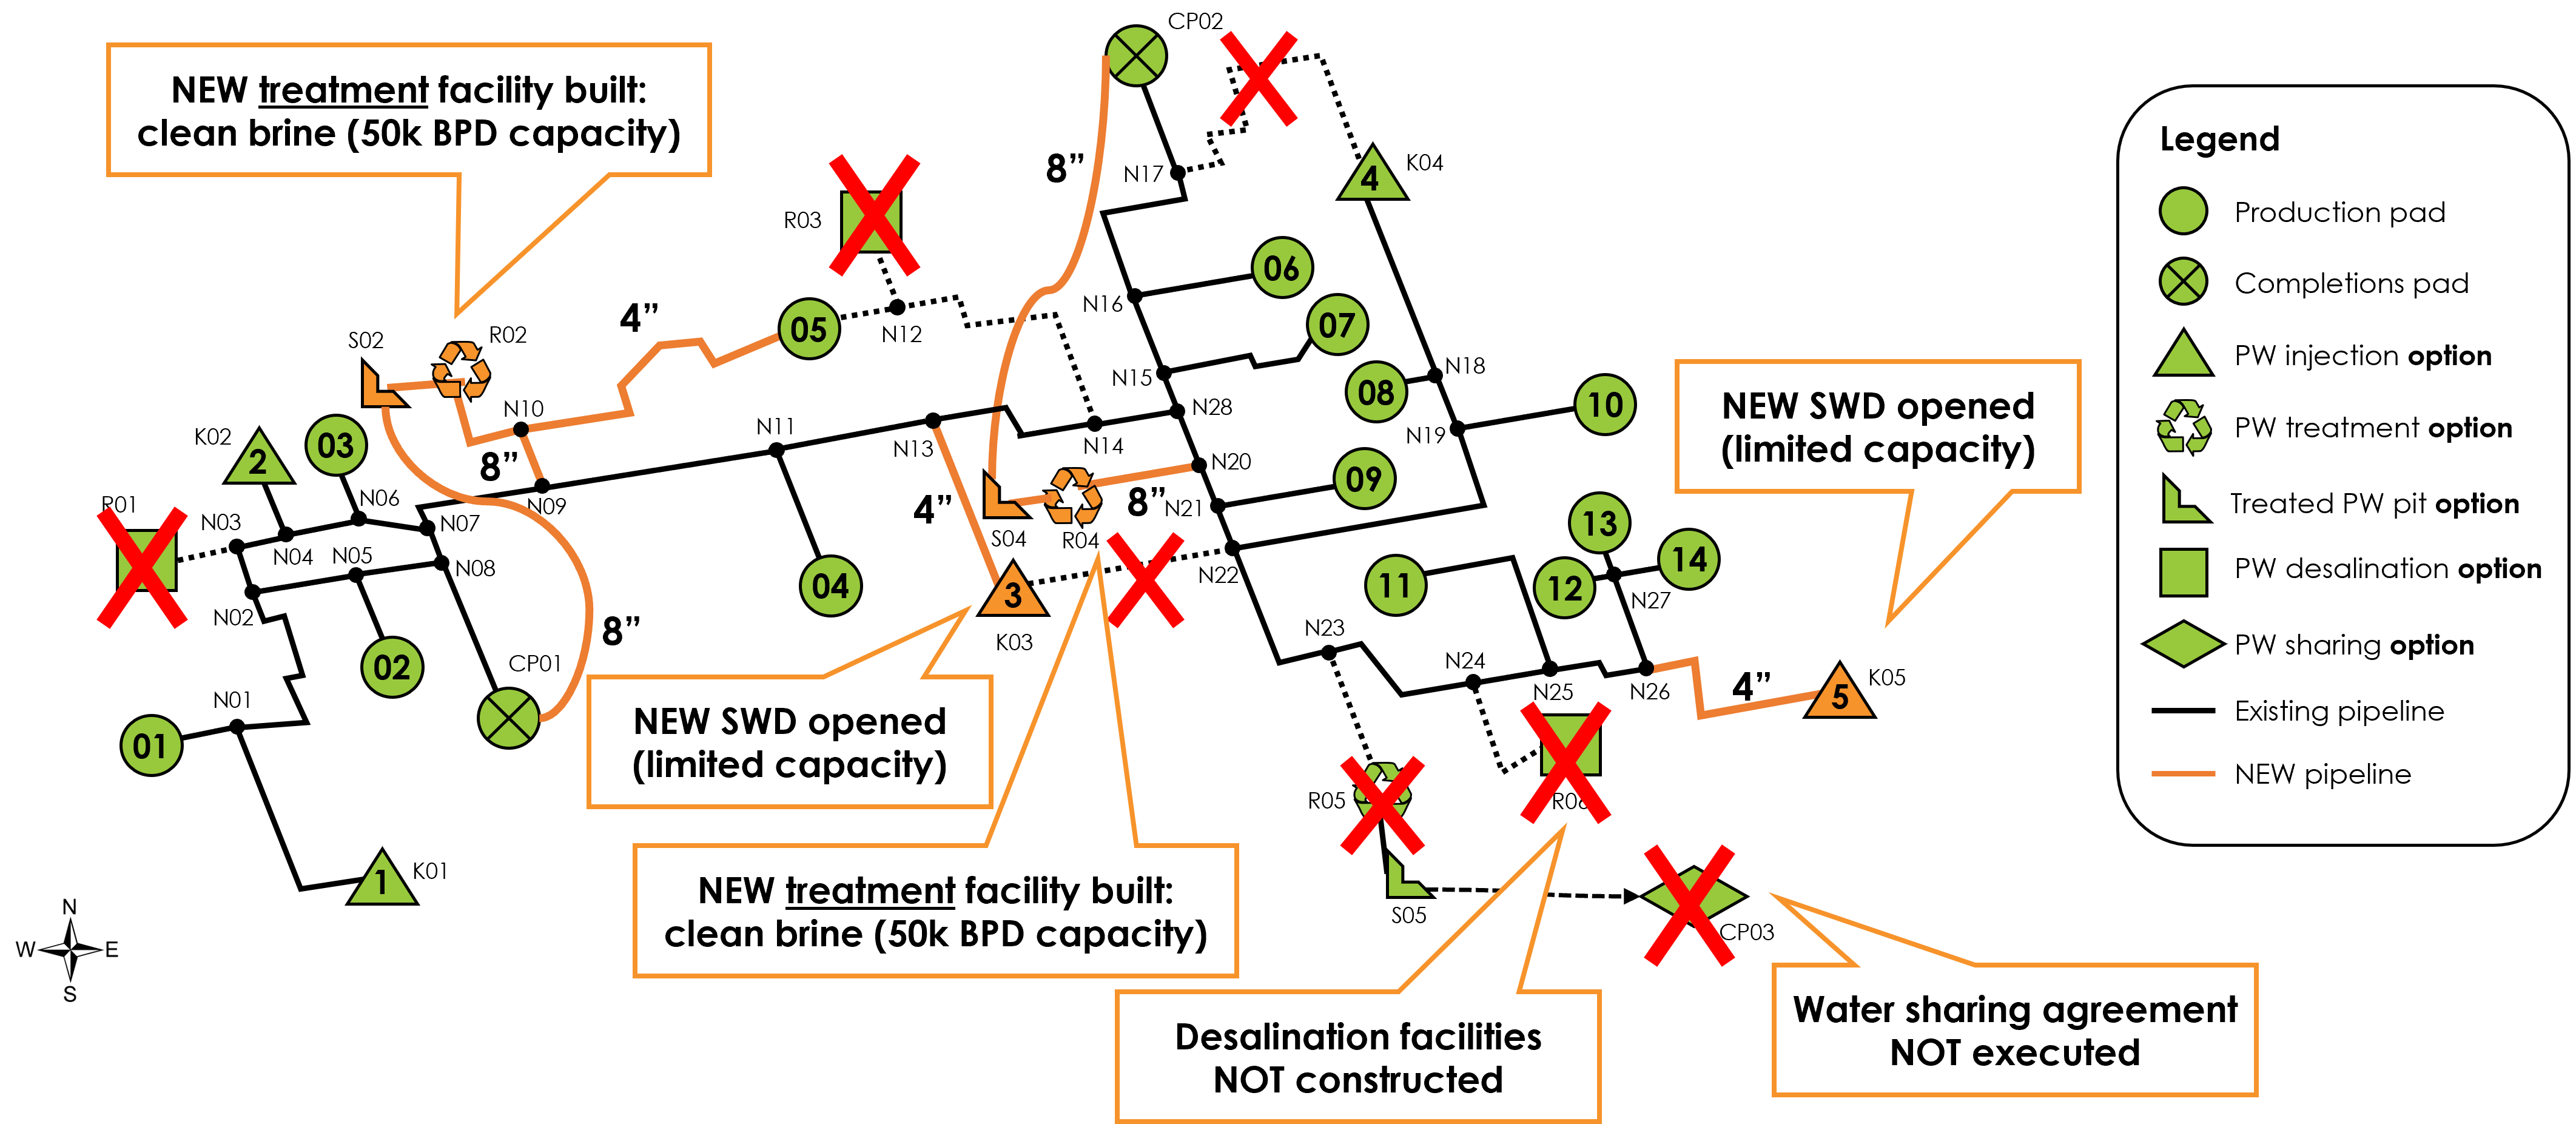 CP02
NEW treatment facility built:
clean brine (50k BPD capacity)
Legend
8”
N17
4
K04
R03
Production pad
06
Completions pad
N16
4”
05
N12
07
S02
R02
PW injection option
N15
08
N18
NEW SWD opened
(limited capacity)
N10
N28
10
PW treatment option
K02
2
03
N11
N13
N14
N19
8”
N20
09
N06
N09
4”
8”
N21
Treated PW pit option
R01
N03
N07
S04
R04
13
N04
N05
N08
N22
11
12
14
PW desalination option
3
04
N27
N02
8”
K03
N23
PW sharing option
02
CP01
N24
N25
N26
4”
5
K05
N01
01
NEW SWD opened
(limited capacity)
Existing pipeline
NEW pipeline
R05
R06
1
K01
NEW treatment facility built:
clean brine (50k BPD capacity)
S05
CP03
N
W
E
S
Desalination facilities
NOT constructed
Water sharing agreement
NOT executed